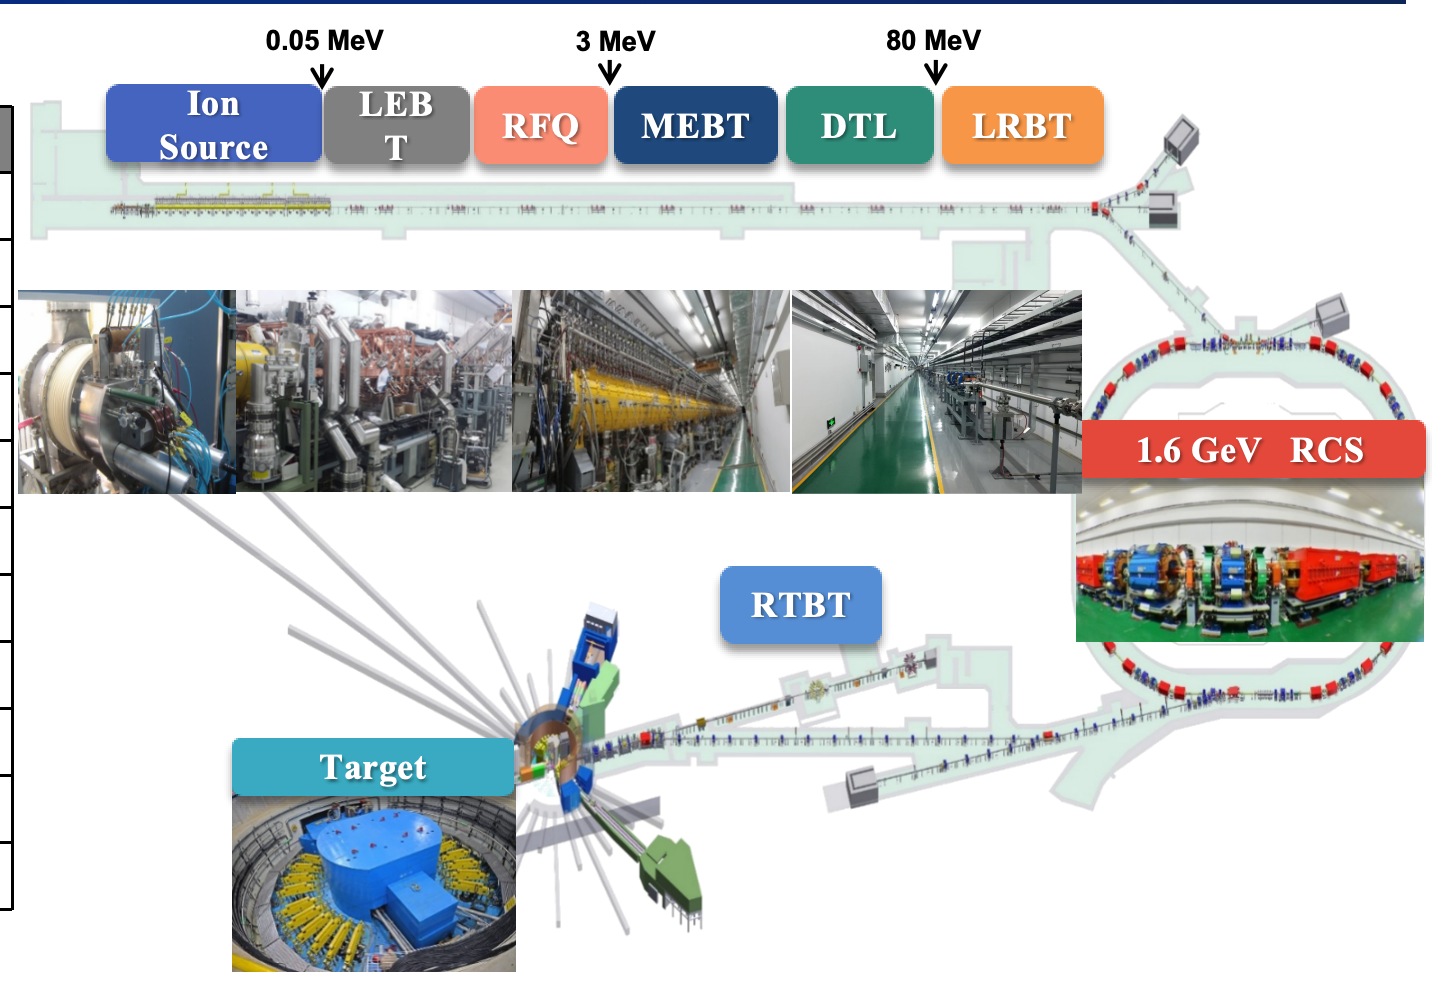 0.05 MeV
3 MeV
80 MeV
Ion
Source
LEB
T
RFQ
MEBT
DTL
LRBT
1.6 GeV RCS
RTBT
Target